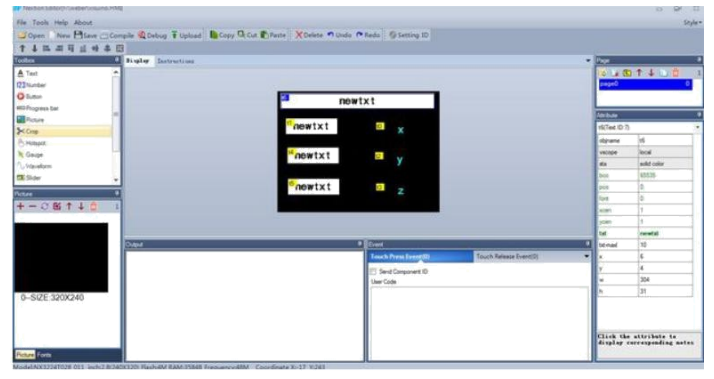 File Tools Help About
Style
Open New Save Compile Debug Upload Copy Cut Paste Delete Undo Redo Setting ID
Toolbox
Text
Number
Button
Progress bar
Picture
Crop
Hotspot
Gauge
Waveform
Slider
Picture
0--SIZE:320X240
Picture Fonts
Display Instructions
newtxt
newtxt x
newtxt y
newtxt z
Output
Event
Touch Press Event(0) Touch Release Event(0)
Send Component ID
User Code
Page
page0 0
Attribute
objname t6
vscope local
sta solid color
bco 65535
pco 0
font 0
xcen 1
ycen 1
txt newtxt
txt-maxl 10
x 6
y 4
w 304
h 31
Click the attribute to
display corresponding notes